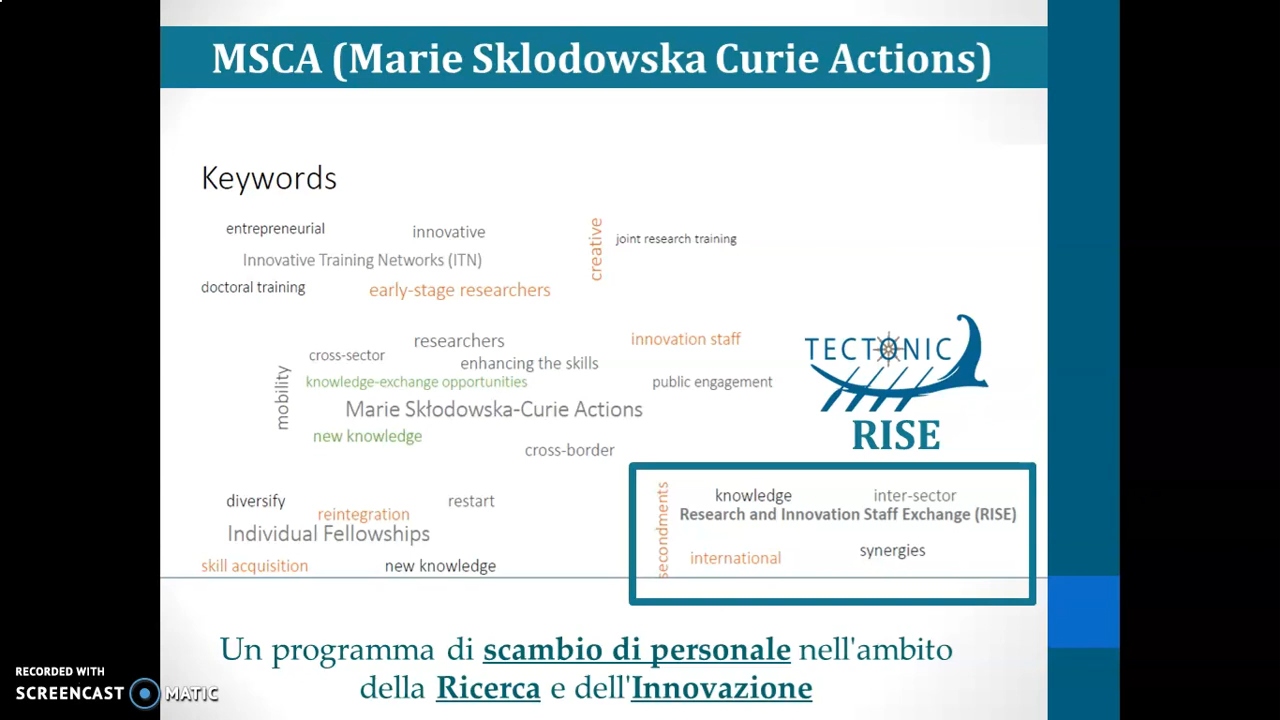 MSCA (Marie Sklodowska Curie Actions)
Keywords
entrepreneurial
innovative
creative
joint research training
Innovative Training Networks (ITN)
doctoral training
early-stage researchers
researchers
innovation staff
cross-sector
enhancing the skills
mobility
knowledge-exchange opportunities
public engagement
Marie Skłodowska-Curie Actions
new knowledge
cross-border
TECTONIC
RISE
diversify
restart
reintegration
Individual Fellowships
skill acquisition
new knowledge
secondments
knowledge
inter-sector
Research and Innovation Staff Exchange (RISE)
synergies
international
Un programma di scambio di personale nell'ambito
della Ricerca e dell'Innovazione
RECORDED WITH
SCREENCAST MATIC